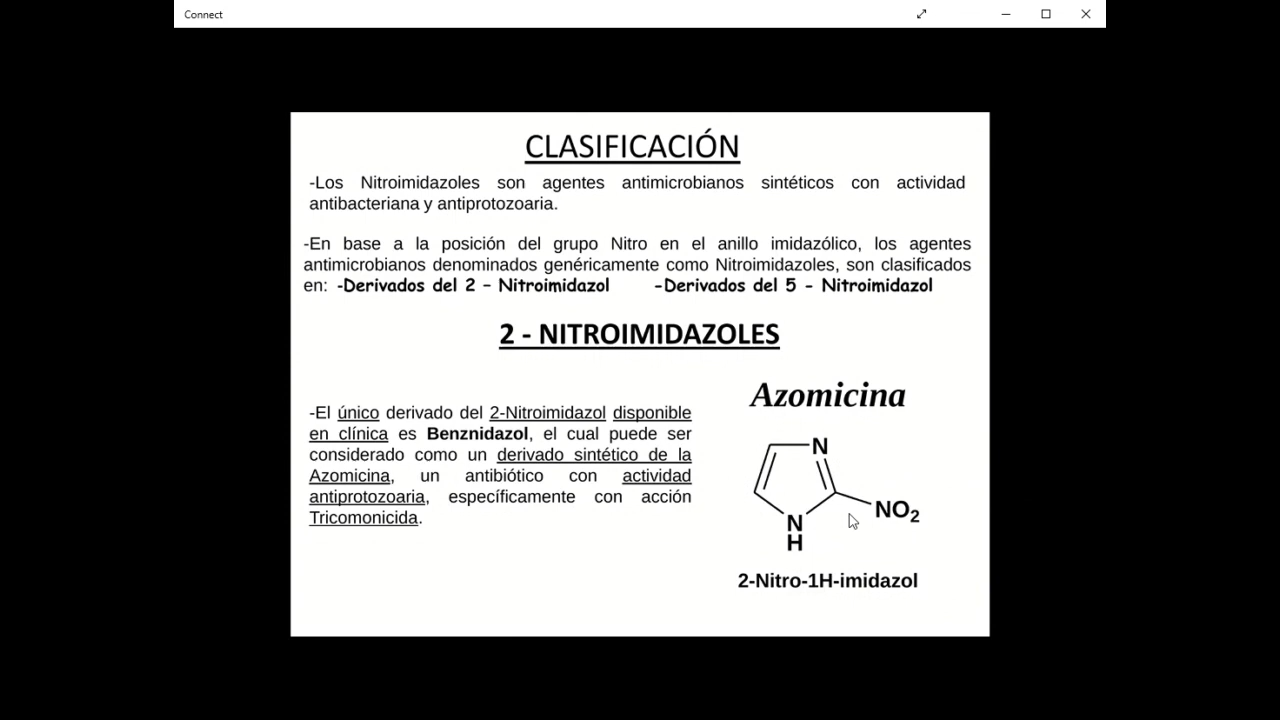 Connect
CLASIFICACIÓN
-Los Nitroimidazoles son agentes antimicrobianos sintéticos con actividad
antibacteriana y antiprotozoaria.
-En base a la posición del grupo Nitro en el anillo imidazólico, los agentes
antimicrobianos denominados genéricamente como Nitroimidazoles, son clasificados
en: -Derivados del 2 – Nitroimidazol -Derivados del 5 - Nitroimidazol
2 - NITROIMIDAZOLES
Azomicina
-El único derivado del 2-Nitroimidazol disponible
en clínica es Benznidazol, el cual puede ser
considerado como un derivado sintético de la
Azomicina, un antibiótico con actividad
antiprotozoaria, específicamente con acción
Tricomonicida.
N
NO2
N
H
2-Nitro-1H-imidazol